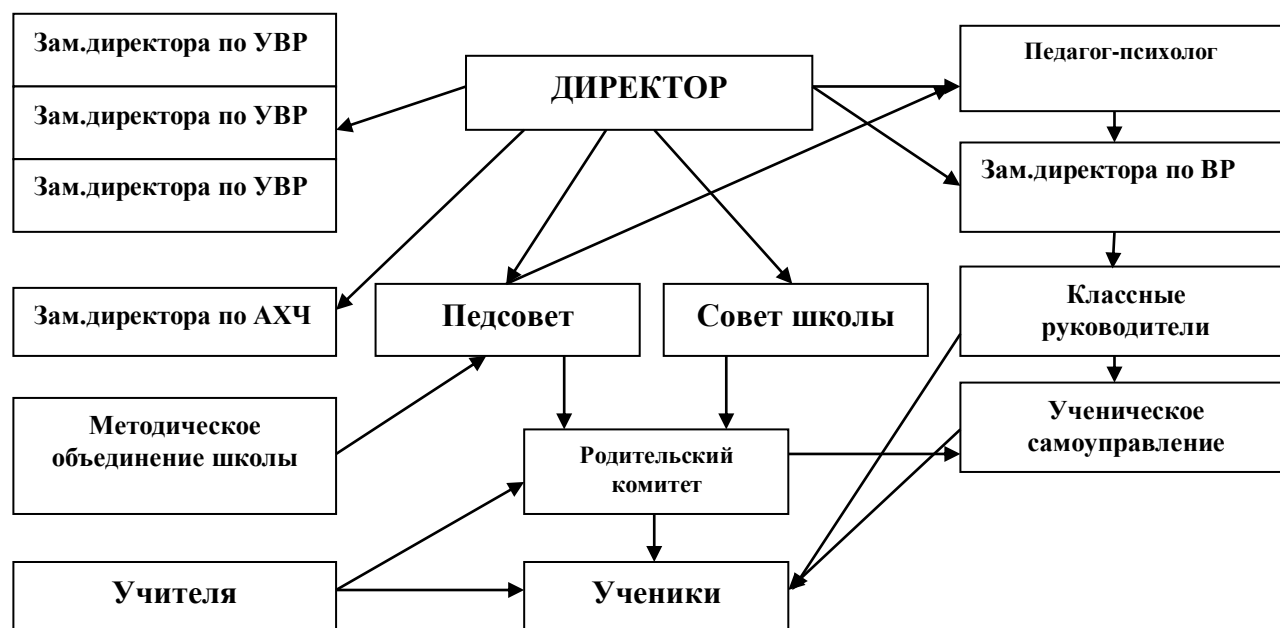 Зам.директора по УВР
Зам.директора по УВР
Зам.директора по УВР
ДИРЕКТОР
Педагог-психолог
Зам.директора по ВР
Зам.директора по АХЧ
Педсовет
Совет школы
Классные
руководители
Методическое
объединение школы
Родительский
комитет
Ученическое
самоуправление
Учителя
Ученики